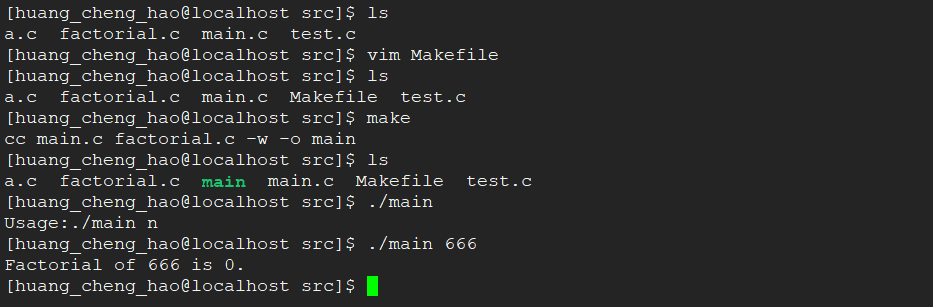 [huang_cheng_hao@localhost src]$ ls
a.c  factorial.c  main.c  test.c
[huang_cheng_hao@localhost src]$ vim Makefile
[huang_cheng_hao@localhost src]$ ls
a.c  factorial.c  main.c  Makefile  test.c
[huang_cheng_hao@localhost src]$ make
cc main.c factorial.c -w -o main
[huang_cheng_hao@localhost src]$ ls
a.c  factorial.c  main  main.c  Makefile  test.c
[huang_cheng_hao@localhost src]$ ./main
Usage:./main n
[huang_cheng_hao@localhost src]$ ./main 666
Factorial of 666 is 0.
[huang_cheng_hao@localhost src]$